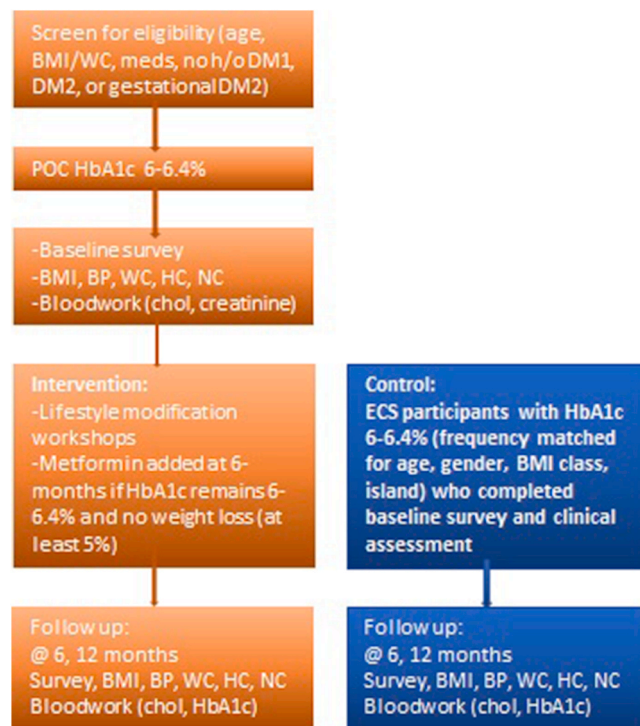 Screen for eligibility (age,
BMI/WC, meds, no h/o DM1,
DM2, or gestational DM2)
POC HbA1c 6-6.4%
-Baseline survey
-BMI, BP, WC, HC, NC
-Bloodwork (chol, creatinine)
Intervention:
-Lifestyle modification
workshops
-Metformin added at 6-
months if HbA1c remains 6-
6.4% and no weight loss (at
least 5%)
Control:
ECS participants with HbA1c
6-6.4% (frequency matched
for age, gender, BMI class,
island) who completed
baseline survey and clinical
assessment
Follow up:
@ 6, 12 months
Survey, BMI, BP, WC, HC, NC
Bloodwork (chol, HbA1c)
Follow up:
@ 6, 12 months
Survey, BMI, BP, WC, HC, NC
Bloodwork (chol, HbA1c)